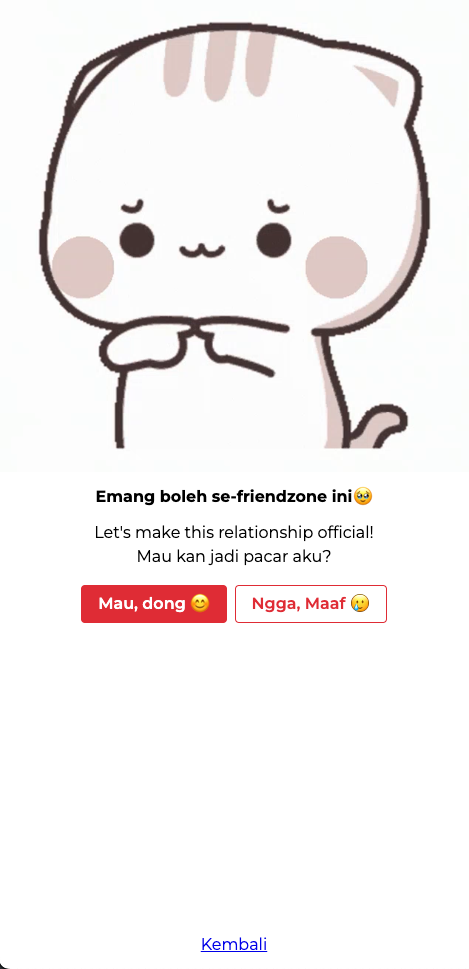 Emang boleh se-friendzone ini🥹
Let's make this relationship official!
Mau kan jadi pacar aku?
Mau, dong 😊
Ngga, Maaf 🥲
Kembali